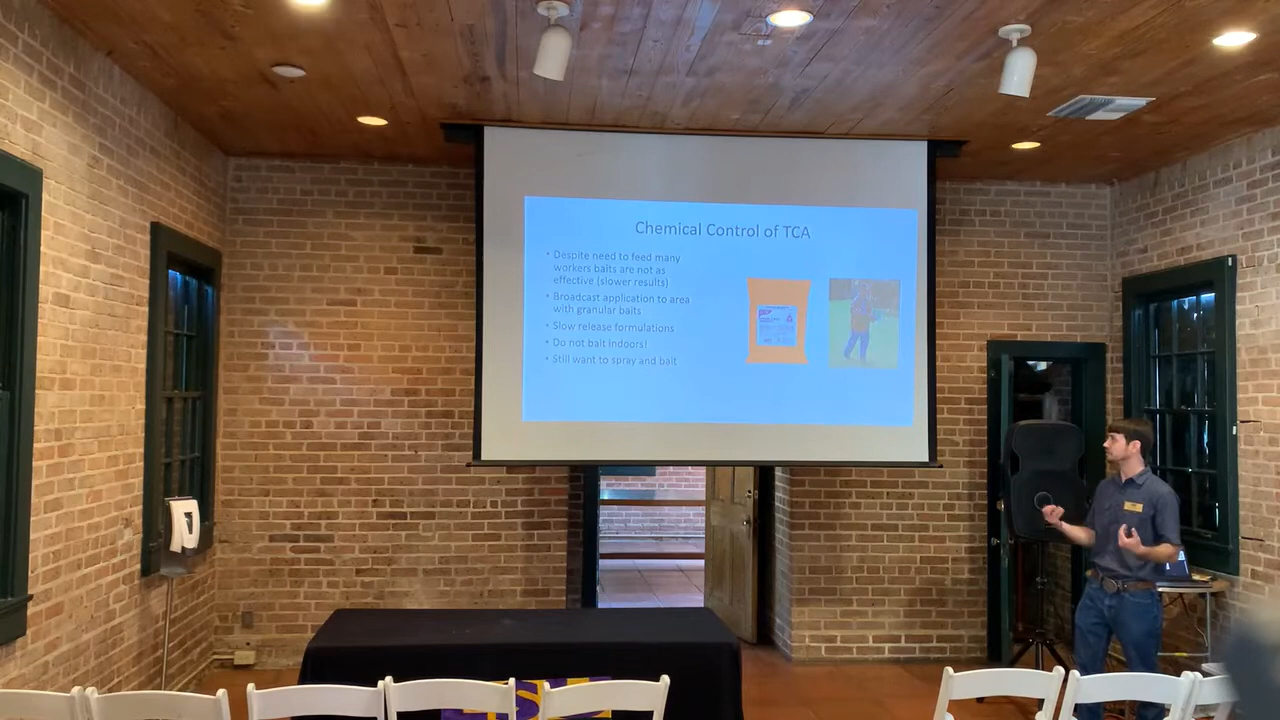 Chemical Control of TCA
• Despite need to feed many
workers baits are not as
effective (slower results)
• Broadcast application to area
with granular baits
• Slow release formulations
• Do not bait indoors!
• Still want to spray and bait